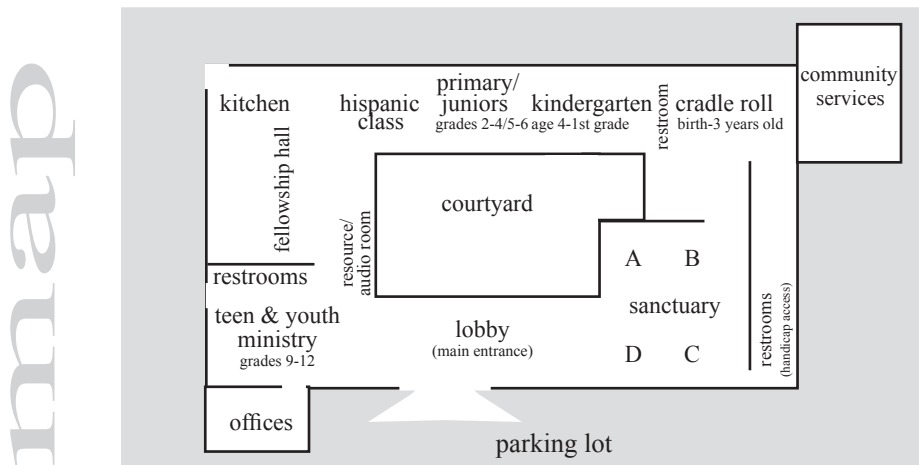 map
kitchen
hispanic
class
primary/
juniors
grades 2-4/5-6
kindergarten
age 4-1st grade
restroom
cradle roll
birth-3 years old
community
services
fellowship hall
resource/
audio room
courtyard
restrooms
A B
sanctuary
D C
restrooms
(handicap access)
teen & youth
ministry
grades 9-12
lobby
(main entrance)
offices
parking lot